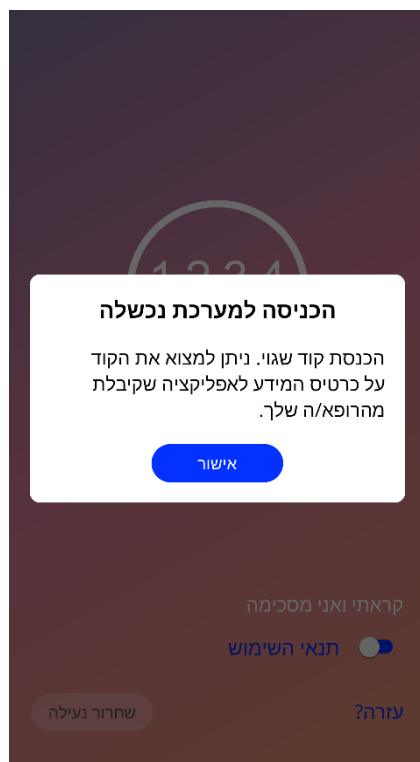 1234
הכניסה למערכת נכשלה
הכנסת קוד שגוי. ניתן למצוא את הקוד
על כרטיס המידע לאפליקציה שקיבלת
מהרופא/ה שלך.
אישור
קראתי ואני מסכימה
תנאי השימוש
עזרה?
שחרור נעילה